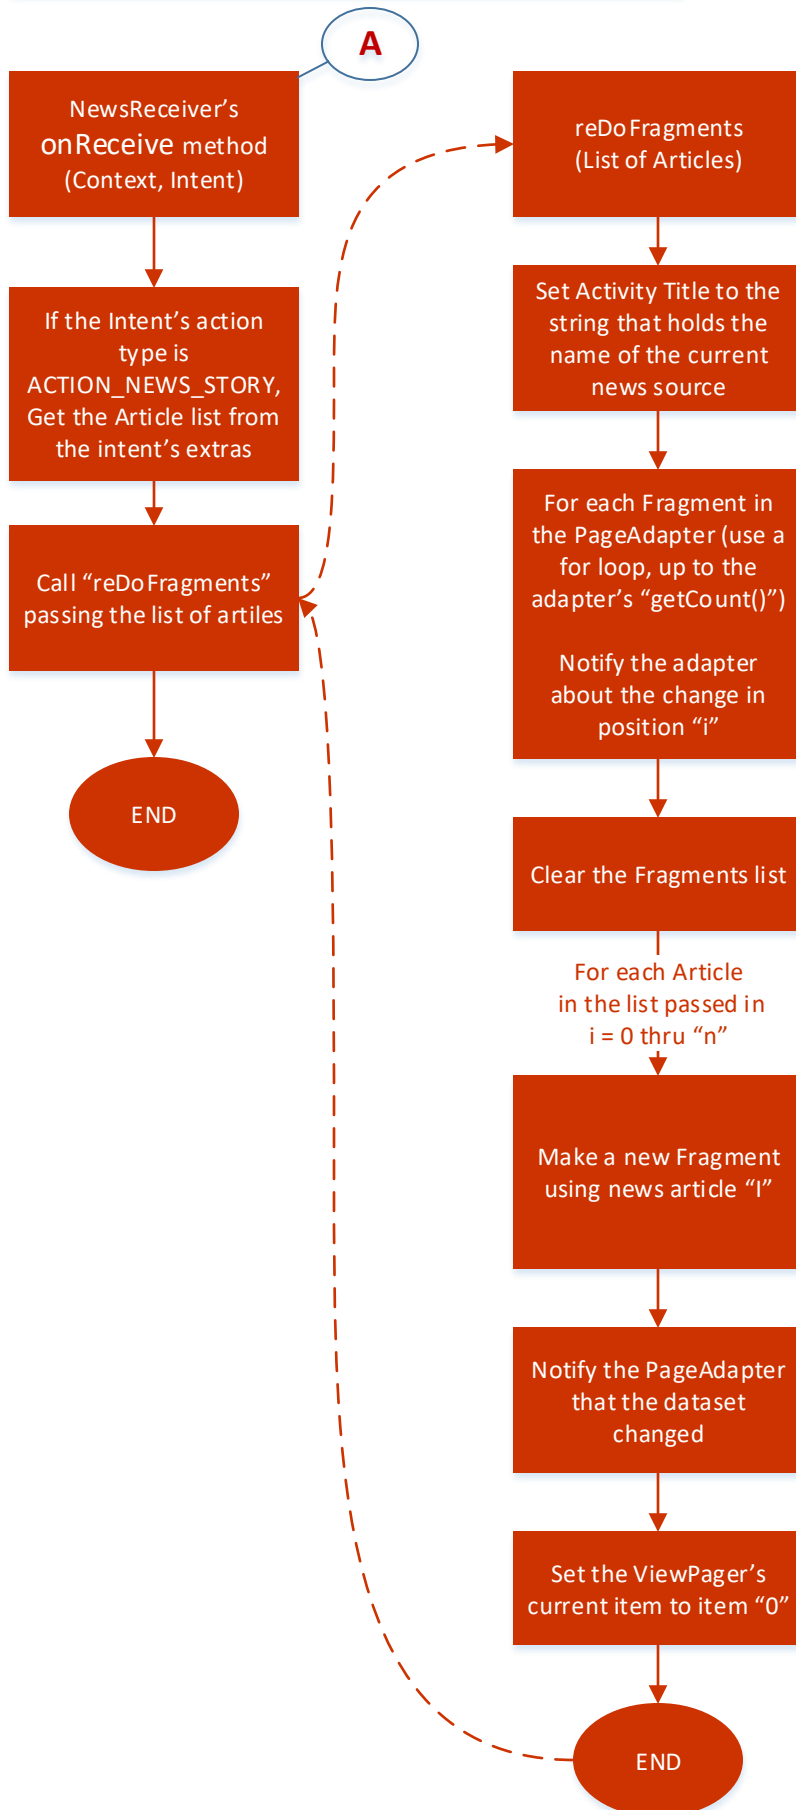 A
NewsReceiver’s
onReceive method
(Context, Intent)
If the Intent’s action
type is
ACTION_NEWS_STORY,
Get the Article list from
the intent’s extras
Call “reDoFragments”
passing the list of artiles
END
reDoFragments
(List of Articles)
Set Activity Title to the
string that holds the
name of the current
news source
For each Fragment in
the PageAdapter (use a
for loop, up to the
adapter’s “getCount()”)
Notify the adapter
about the change in
position “i”
Clear the Fragments list
For each Article
in the list passed in
i = 0 thru “n”
Make a new Fragment
using news article “I”
Notify the PageAdapter
that the dataset
changed
Set the ViewPager’s
current item to item “0”
END